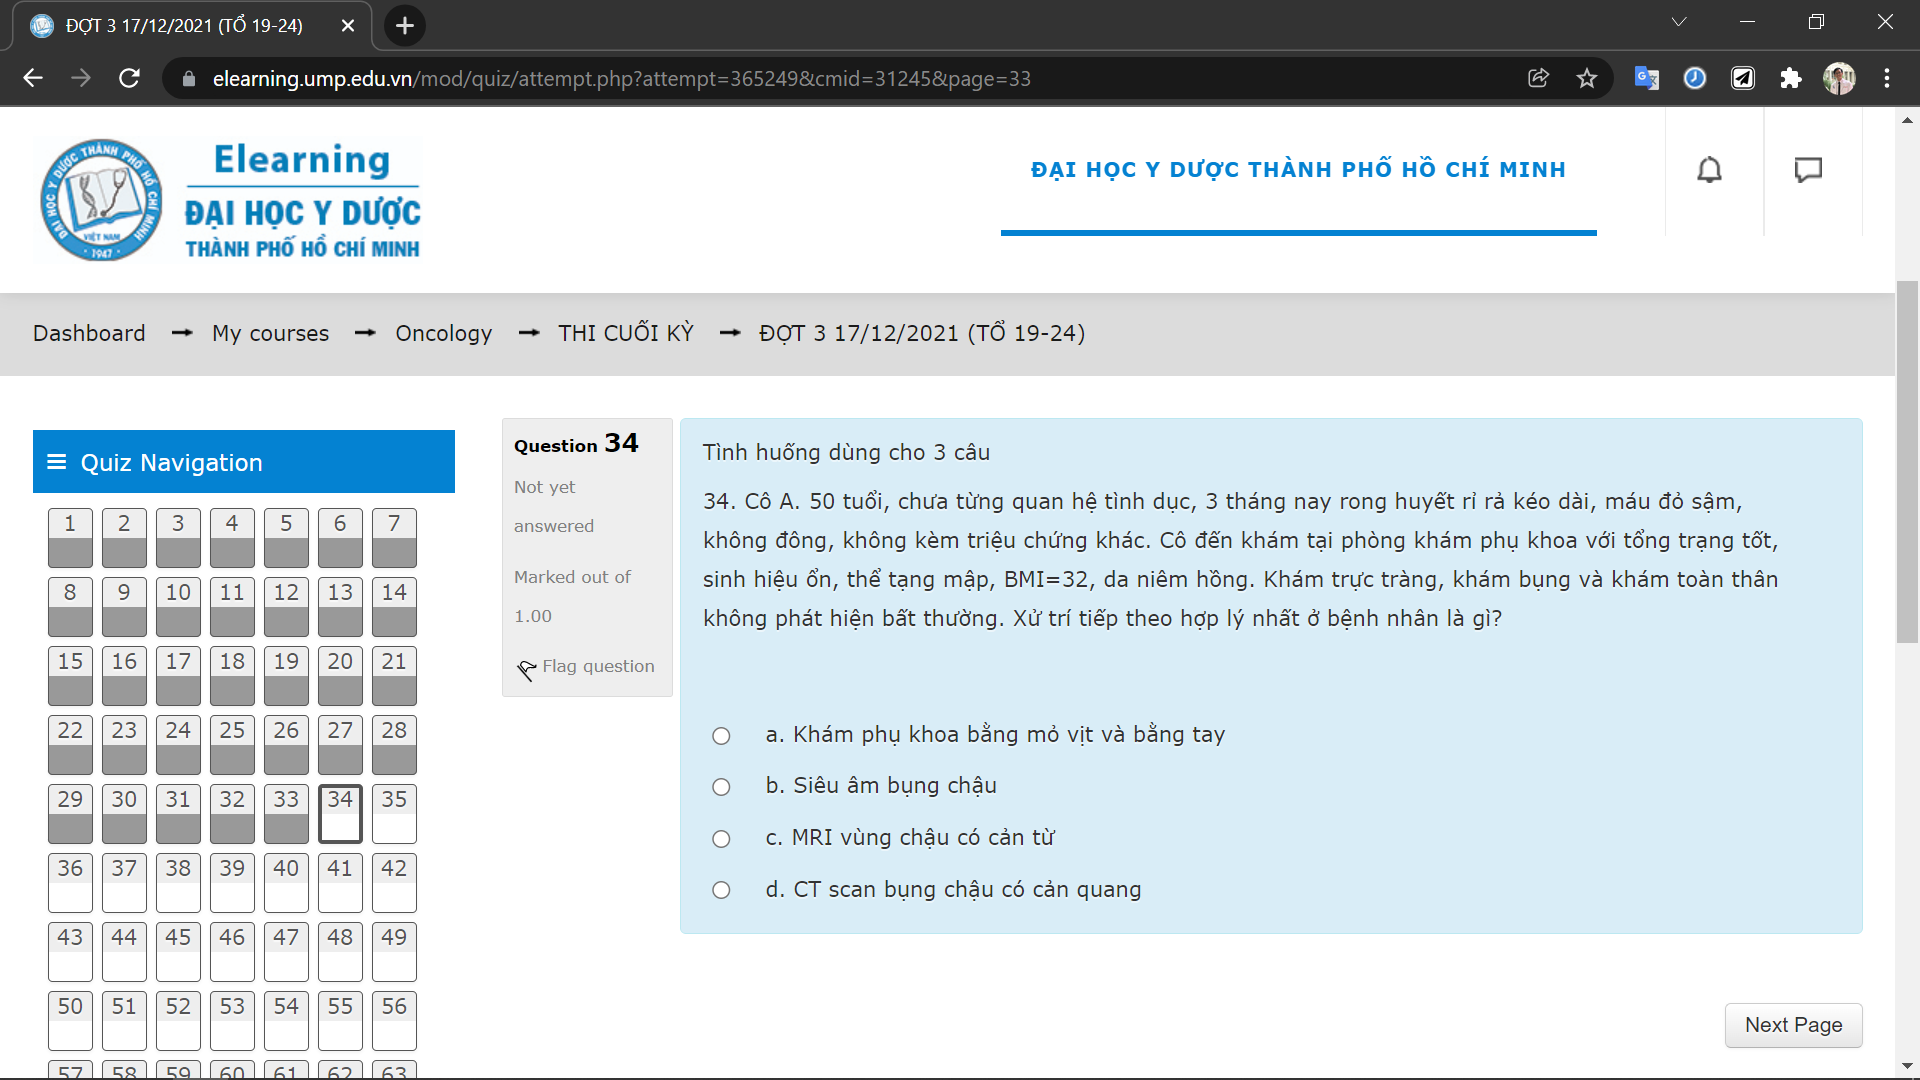 ĐỢT 3 17/12/2021 (TỔ 19-24)
elearning.ump.edu.vn/mod/quiz/attempt.php?attempt=365249&cmid=31245&page=33
ĐẠI HỌC Y DƯỢC THÀNH PHỐ HỒ CHÍ MINH
VIỆT NAM
1947
Elearning
ĐẠI HỌC Y DƯỢC
THÀNH PHỐ HỒ CHÍ MINH
ĐẠI HỌC Y DƯỢC THÀNH PHỐ HỒ CHÍ MINH
Dashboard → My courses → Oncology → THI CUỐI KỲ → ĐỢT 3 17/12/2021 (TỔ 19-24)
Quiz Navigation
1 2 3 4 5 6 7
8 9 10 11 12 13 14
15 16 17 18 19 20 21
22 23 24 25 26 27 28
29 30 31 32 33 34 35
36 37 38 39 40 41 42
43 44 45 46 47 48 49
50 51 52 53 54 55 56
57 58 59 60 61 62 63
Question 34
Not yet
answered
Marked out of
1.00
Flag question
Tình huống dùng cho 3 câu
34. Cô A. 50 tuổi, chưa từng quan hệ tình dục, 3 tháng nay rong huyết rỉ rả kéo dài, máu đỏ sậm,
không đông, không kèm triệu chứng khác. Cô đến khám tại phòng khám phụ khoa với tổng trạng tốt,
sinh hiệu ổn, thể tạng mập, BMI=32, da niêm hồng. Khám trực tràng, khám bụng và khám toàn thân
không phát hiện bất thường. Xử trí tiếp theo hợp lý nhất ở bệnh nhân là gì?
a. Khám phụ khoa bằng mỏ vịt và bằng tay
b. Siêu âm bụng chậu
c. MRI vùng chậu có cản từ
d. CT scan bụng chậu có cản quang
Next Page